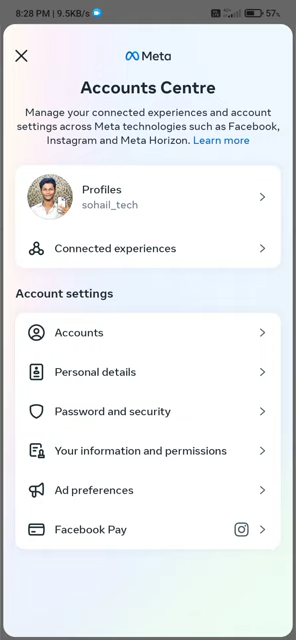 8:28 PM | 9.5KB/s
57%
Meta
Accounts Centre
Manage your connected experiences and account
settings across Meta technologies such as Facebook,
Instagram and Meta Horizon. Learn more
Profiles
sohail_tech
Connected experiences
Account settings
Accounts
Personal details
Password and security
Your information and permissions
Ad preferences
Facebook Pay